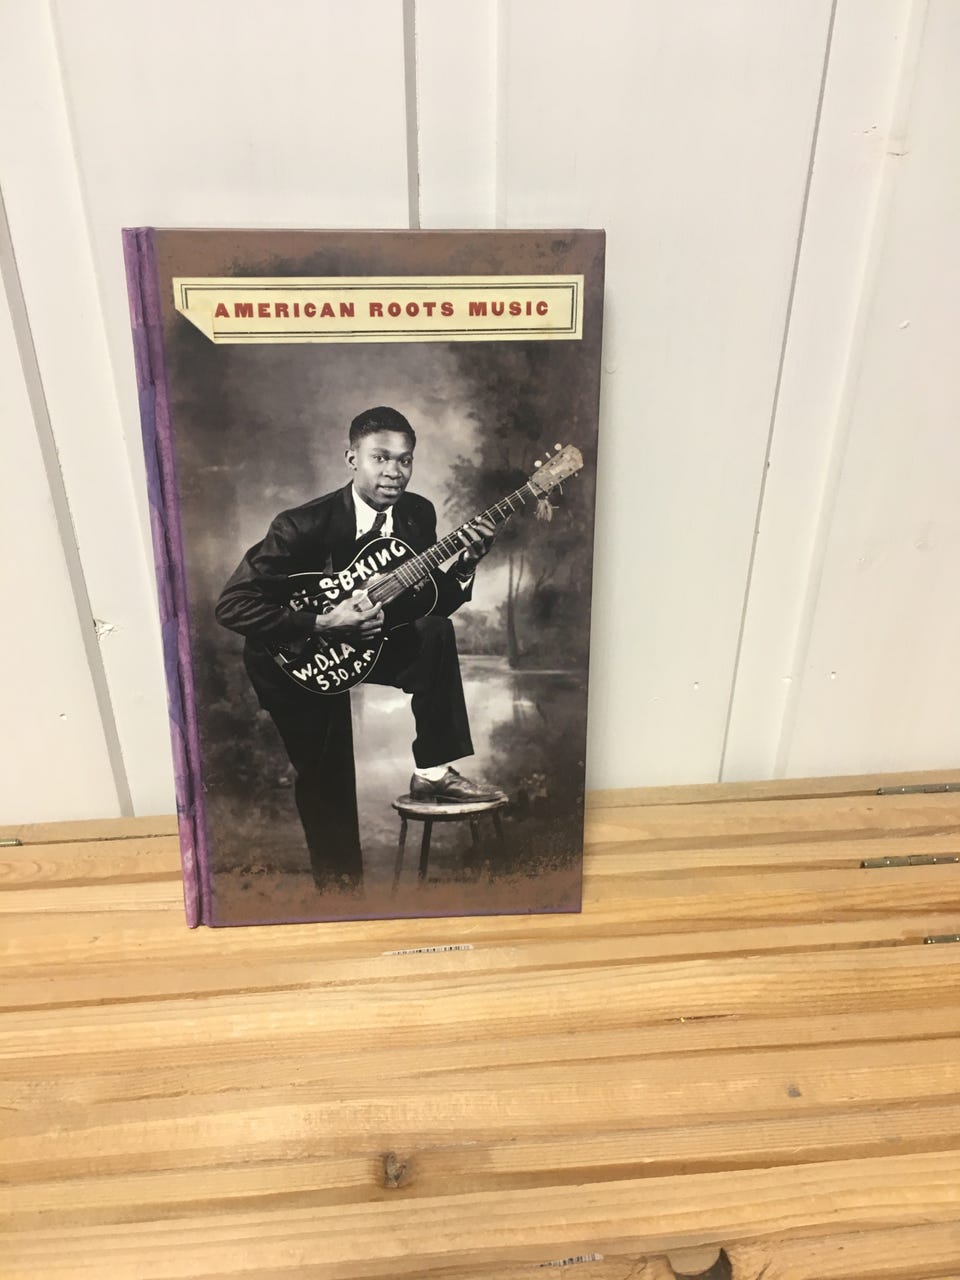 AMERICAN ROOTS MUSIC
B-B-KING
W.D.I.A
530.P.M